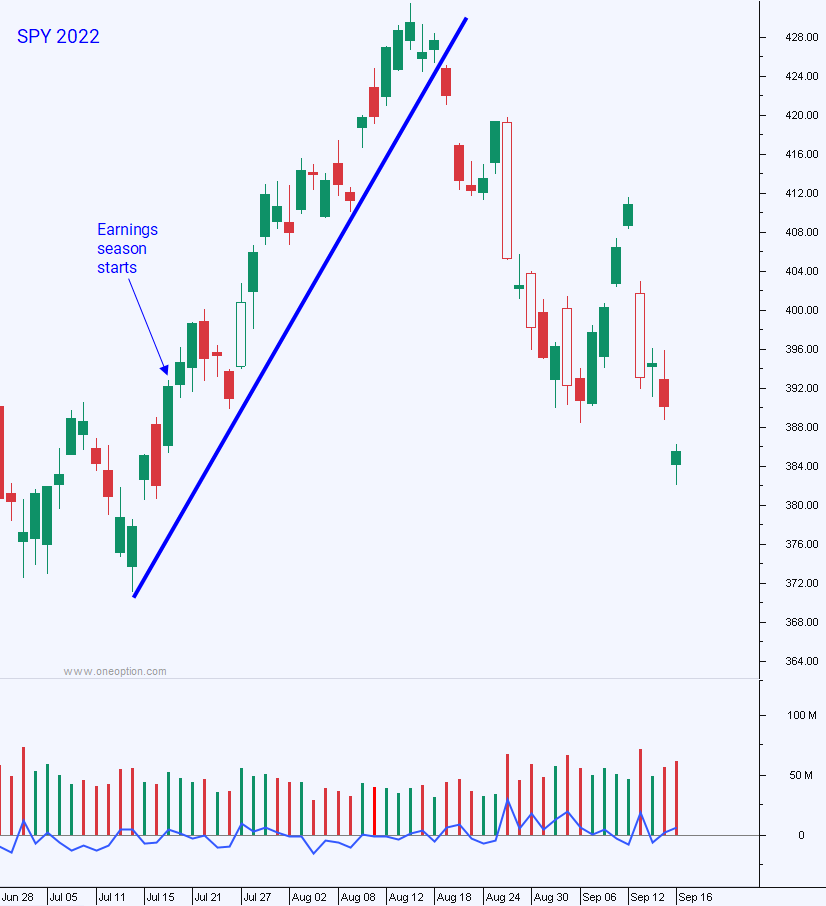 SPY 2022
428.00
424.00
420.00
416.00
412.00
408.00
404.00
400.00
396.00
392.00
388.00
384.00
380.00
376.00
372.00
368.00
364.00
Earnings
season
starts
www.oneoption.com
100 M
50 M
0
Jun 28 Jul 05 Jul 11 Jul 15 Jul 21 Jul 27 Aug 02 Aug 08 Aug 12 Aug 18 Aug 24 Aug 30 Sep 06 Sep 12 Sep 16